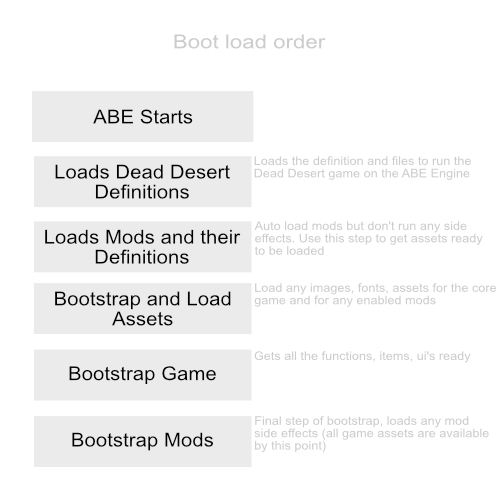 Boot load order
ABE Starts
Loads Dead Desert
Definitions
Loads the definition and files to run the
Dead Desert game on the ABE Engine
Loads Mods and their
Definitions
Auto load mods but don't run any side
effects. Use this step to get assets ready
to be loaded
Bootstrap and Load
Assets
Load any images, fonts, assets for the core
game and for any enabled mods
Bootstrap Game
Gets all the functions, items, ui's ready
Bootstrap Mods
Final step of bootstrap, loads any mod
side effects (all game assets are available
by this point)